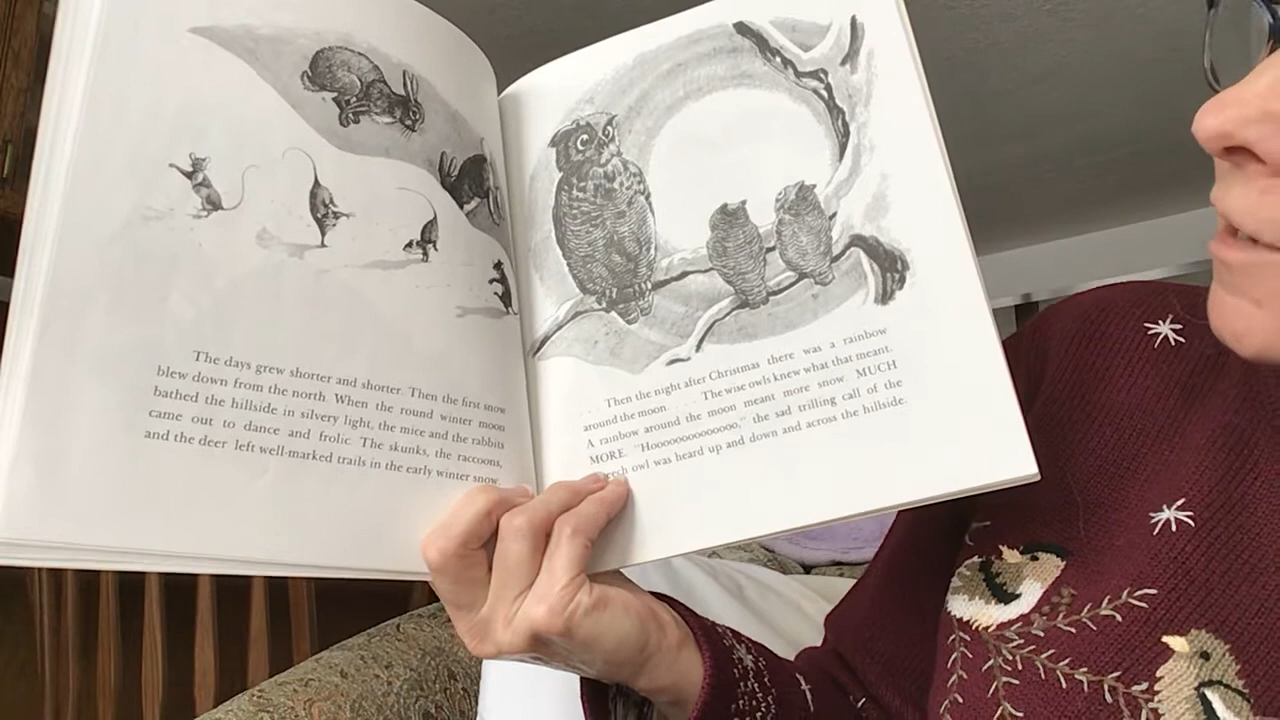 The days grew shorter and shorter. Then the first snow
blew down from the north. When the round winter moon
bathed the hillside in silvery light, the mice and the rabbits
came out to dance and frolic. The skunks, the raccoons,
and the deer left well-marked trails in the early winter snow.
. . . Then the night after Christmas there was a rainbow
around the moon. . . . The wise owls knew what that meant.
A rainbow around the moon meant more snow. MUCH
MORE. "Hooooooooooooo," the sad trilling call of the
owl was heard up and down and across the hillside.